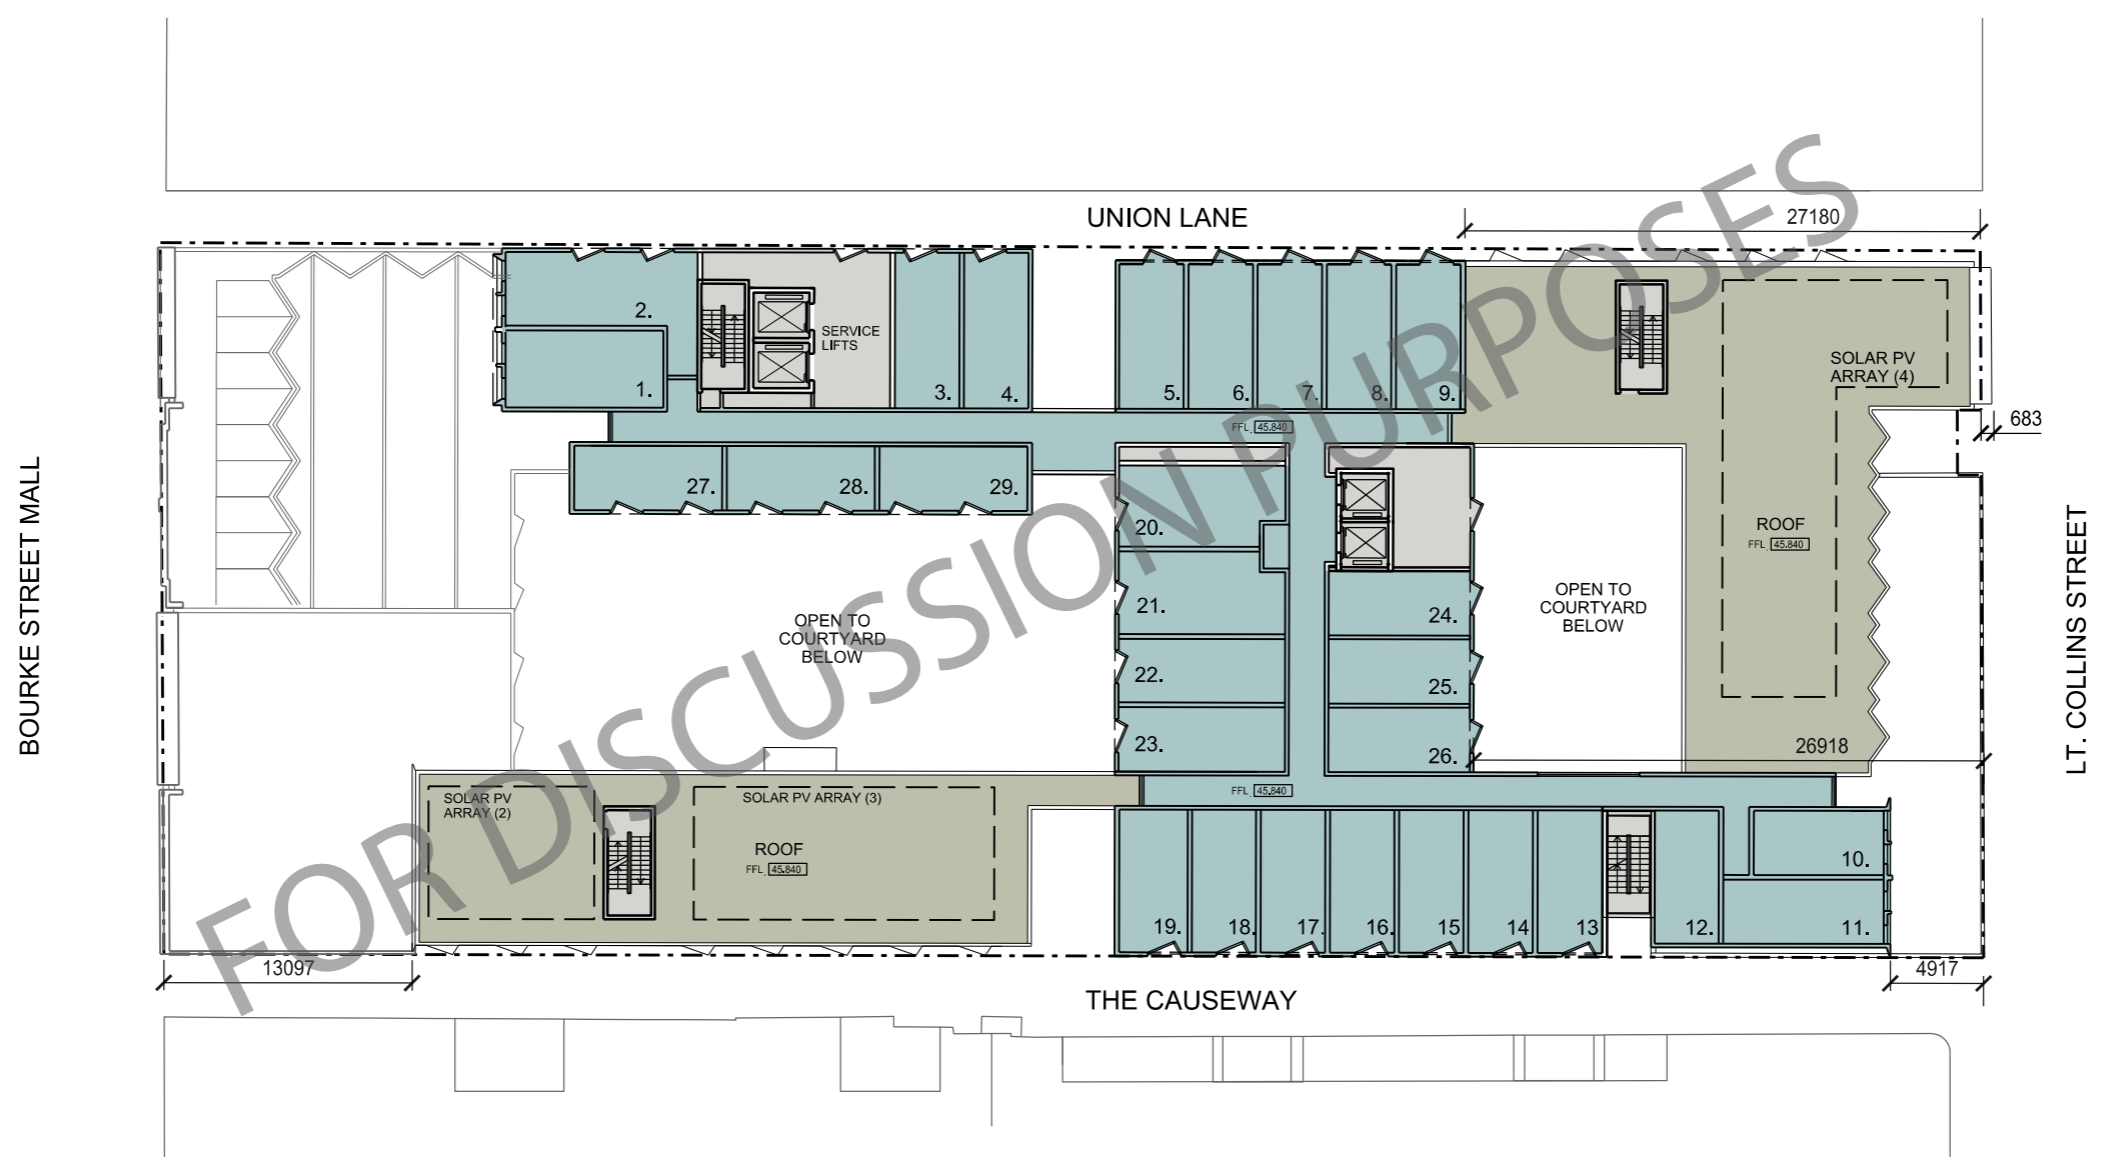 UNION LANE
27180
2.
SERVICE
LIFTS
1.
3.
4.
5.
6.
7.
8.
9.
SOLAR PV
ARRAY (4)
683
FFL 45.840
27.
28.
29.
20.
21.
22.
23.
24.
25.
26.
OPEN TO
COURTYARD
BELOW
OPEN TO
COURTYARD
BELOW
ROOF
FFL 45.840
26918
BOURKE STREET MALL
LT. COLLINS STREET
FOR DISCUSSION PURPOSES
SOLAR PV
ARRAY (2)
SOLAR PV ARRAY (3)
ROOF
FFL 45.840
FFL 45.840
19.
18.
17.
16.
15
14
13
12.
10.
11.
13097
4917
THE CAUSEWAY